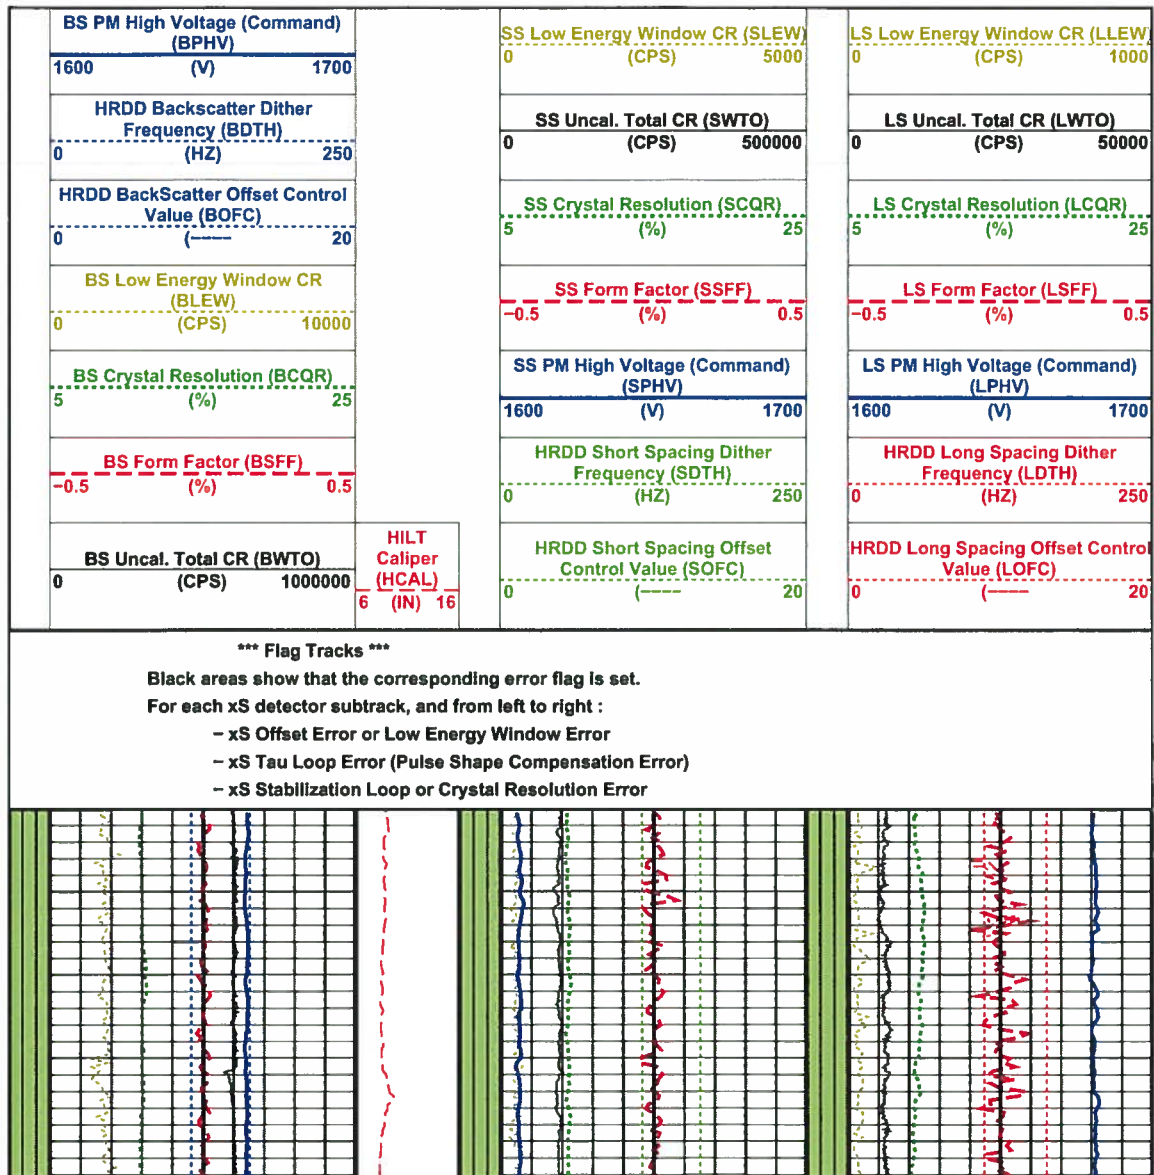 BS PM High Voltage (Command)
(BPHV)
1600 (V) 1700
HRDD Backscatter Dither
Frequency (BDTH)
0 (HZ) 250
HRDD BackScatter Offset Control
Value (BOFC)
0 (---- 20
BS Low Energy Window CR
(BLEW)
0 (CPS) 10000
BS Crystal Resolution (BCQR)
5 (%) 25
BS Form Factor (BSFF)
−0.5 (%) 0.5
BS Uncal. Total CR (BWTO)
0 (CPS) 1000000
HILT
Caliper
(HCAL)
6 (IN) 16
SS Low Energy Window CR (SLEW)
0 (CPS) 5000
SS Uncal. Total CR (SWTO)
0 (CPS) 500000
SS Crystal Resolution (SCQR)
5 (%) 25
SS Form Factor (SSFF)
−0.5 (%) 0.5
SS PM High Voltage (Command)
(SPHV)
1600 (V) 1700
HRDD Short Spacing Dither
Frequency (SDTH)
0 (HZ) 250
HRDD Short Spacing Offset
Control Value (SOFC)
0 (---- 20
LS Low Energy Window CR (LLEW)
0 (CPS) 1000
LS Uncal. Total CR (LWTO)
0 (CPS) 50000
LS Crystal Resolution (LCQR)
5 (%) 25
LS Form Factor (LSFF)
−0.5 (%) 0.5
LS PM High Voltage (Command)
(LPHV)
1600 (V) 1700
HRDD Long Spacing Dither
Frequency (LDTH)
0 (HZ) 250
HRDD Long Spacing Offset Control
Value (LOFC)
0 (---- 20
*** Flag Tracks ***
Black areas show that the corresponding error flag is set.
For each xS detector subtrack, and from left to right :
− xS Offset Error or Low Energy Window Error
− xS Tau Loop Error (Pulse Shape Compensation Error)
− xS Stabilization Loop or Crystal Resolution Error